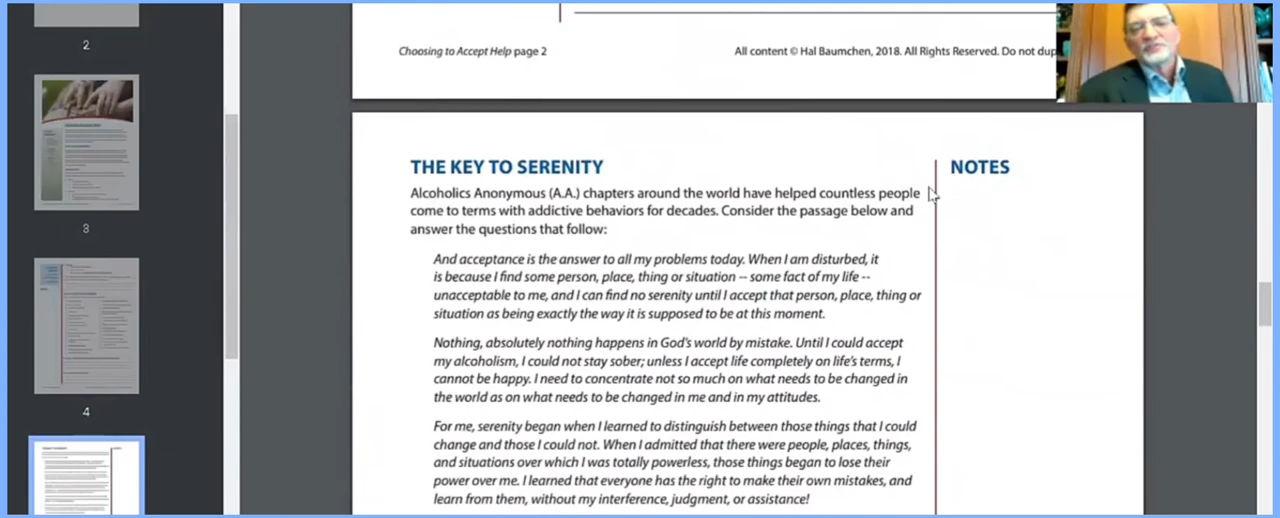 2
3
4
Choosing to Accept Help page 2
All content © Hal Baumchen, 2018. All Rights Reserved. Do not dup
THE KEY TO SERENITY
Alcoholics Anonymous (A.A.) chapters around the world have helped countless people
come to terms with addictive behaviors for decades. Consider the passage below and
answer the questions that follow:
And acceptance is the answer to all my problems today. When I am disturbed, it
is because I find some person, place, thing or situation -- some fact of my life --
unacceptable to me, and I can find no serenity until I accept that person, place, thing or
situation as being exactly the way it is supposed to be at this moment.
Nothing, absolutely nothing happens in God's world by mistake. Until I could accept
my alcoholism, I could not stay sober; unless I accept life completely on life's terms, I
cannot be happy. I need to concentrate not so much on what needs to be changed in
the world as on what needs to be changed in me and in my attitudes.
For me, serenity began when I learned to distinguish between those things that I could
change and those I could not. When I admitted that there were people, places, things,
and situations over which I was totally powerless, those things began to lose their
power over me. I learned that everyone has the right to make their own mistakes, and
learn from them, without my interference, judgment, or assistance!
NOTES